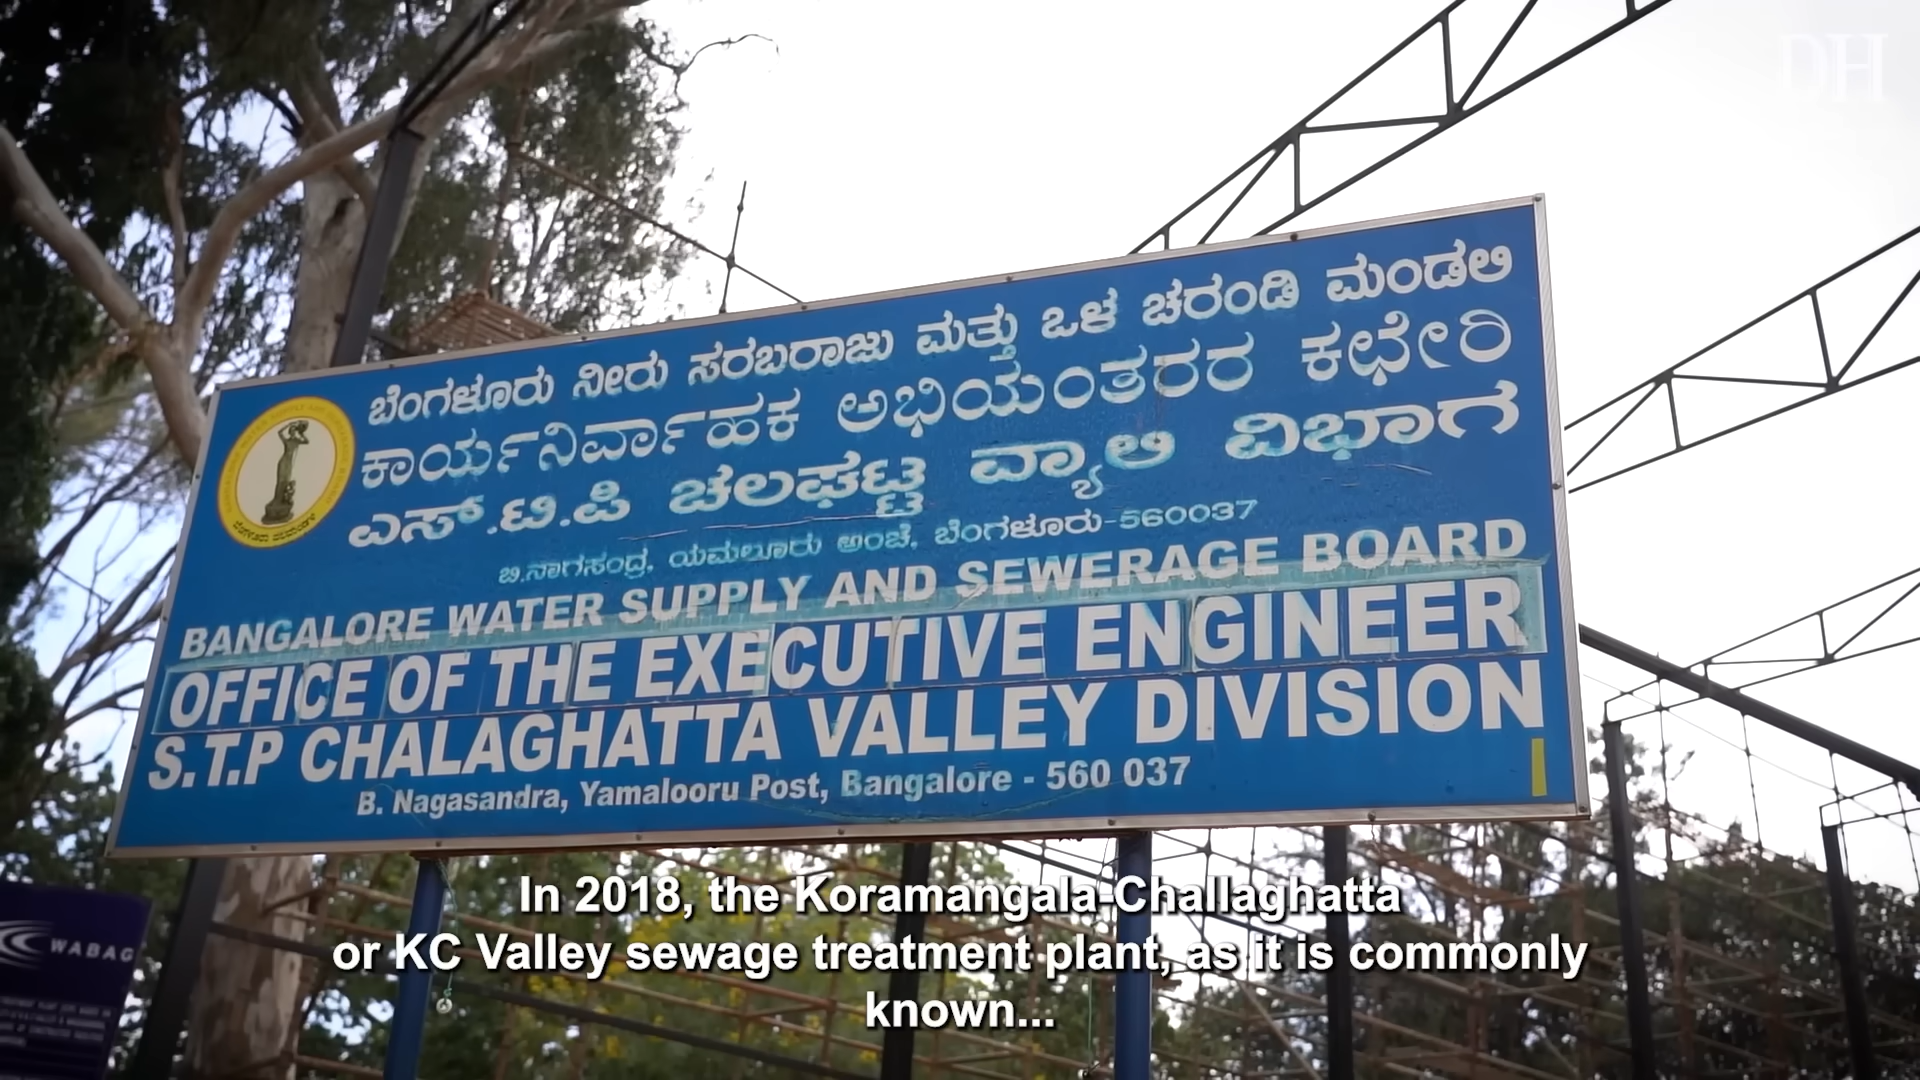 DH
ಬೆಂಗಳೂರು ನೀರು ಸರಬರಾಜು ಮತ್ತು ಒಳ ಚರಂಡಿ ಮಂಡಲಿ
ಕಾರ್ಯನಿರ್ವಾಹಕ ಅಭಿಯಂತರರ ಕಛೇರಿ
ಎಸ್.ಟಿ.ಪಿ ಚಲಘಟ್ಟ ವ್ಯಾಲಿ ವಿಭಾಗ
ಬಿ.ನಾಗಸಂದ್ರ, ಯಮಲೂರು ಅಂಚೆ, ಬೆಂಗಳೂರು-560037
BANGALORE WATER SUPPLY AND SEWERAGE BOARD
OFFICE OF THE EXECUTIVE ENGINEER
S.T.P CHALAGHATTA VALLEY DIVISION
B. Nagasandra, Yamalooru Post, Bangalore - 560 037
WABAG
In 2018, the Koramangala-Challaghatta
or KC Valley sewage treatment plant, as it is commonly
known...